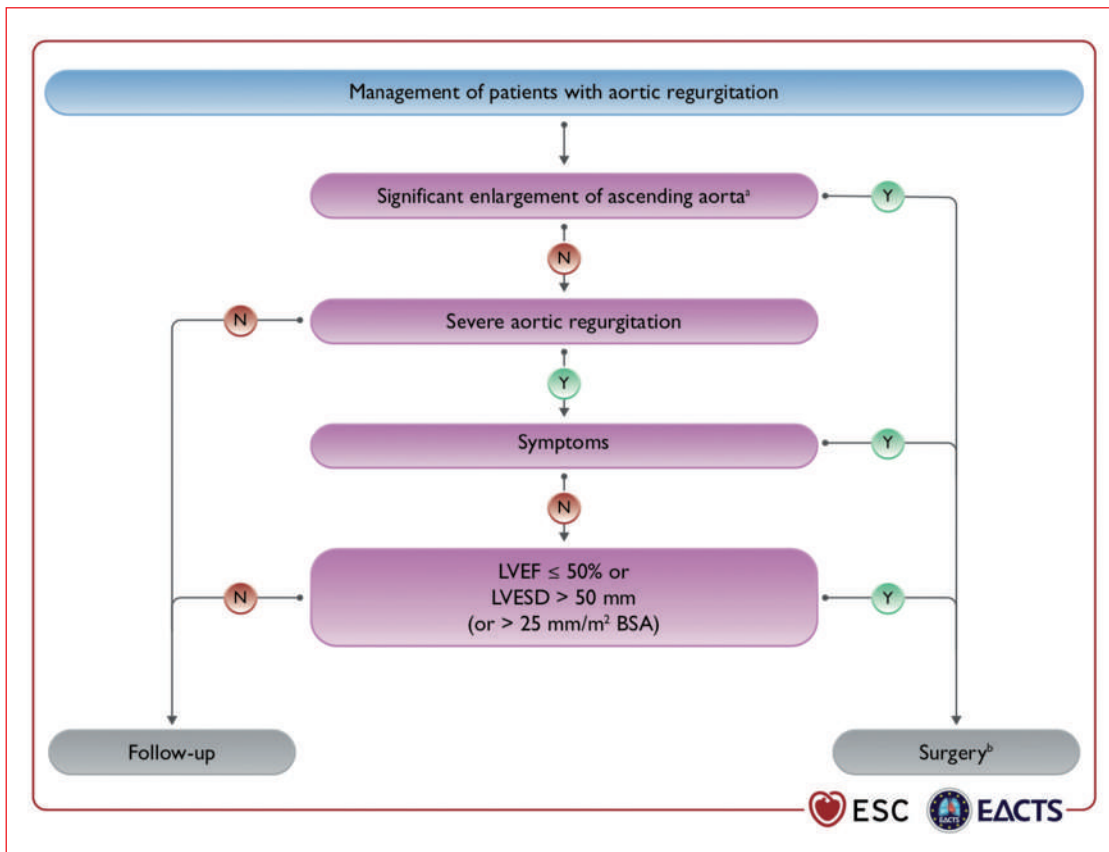 Management of patients with aortic regurgitation
Significant enlargement of ascending aortaᵃ
Y
N
Severe aortic regurgitation
N
Y
Symptoms
Y
N
LVEF ≤ 50% or
LVESD > 50 mm
(or > 25 mm/m² BSA)
N
Y
Follow-up
Surgeryᵇ
ESC
EACTS
EΔCTS